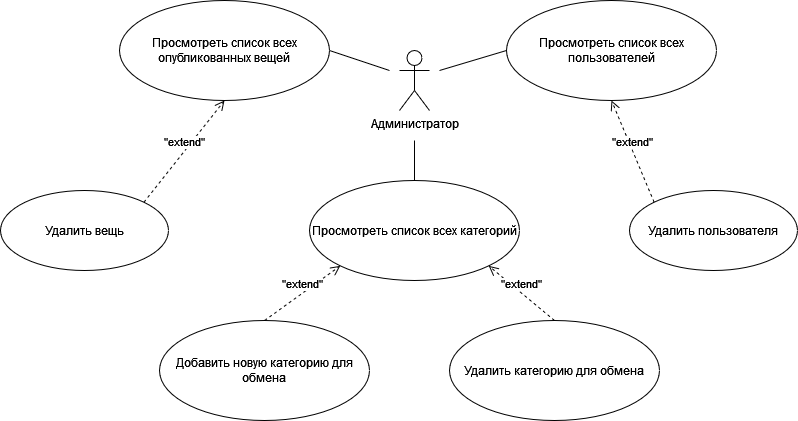 Просмотреть список всех
опубликованных вещей
Просмотреть список всех
пользователей
Администратор
"extend"
"extend"
Удалить вещь
Просмотреть список всех категорий
Удалить пользователя
"extend"
"extend"
Добавить новую категорию для
обмена
Удалить категорию для обмена